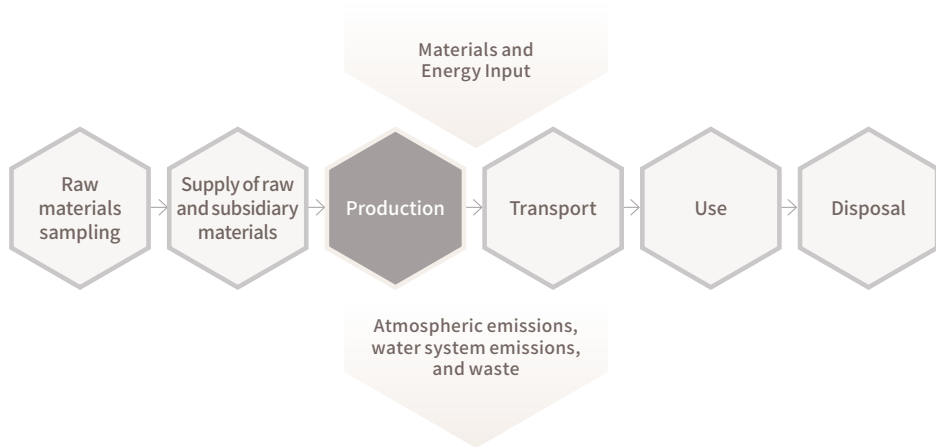 Materials and
Energy Input
Raw
materials
sampling
Supply of raw
and subsidiary
materials
Production
Transport
Use
Disposal
Atmospheric emissions,
water system emissions,
and waste